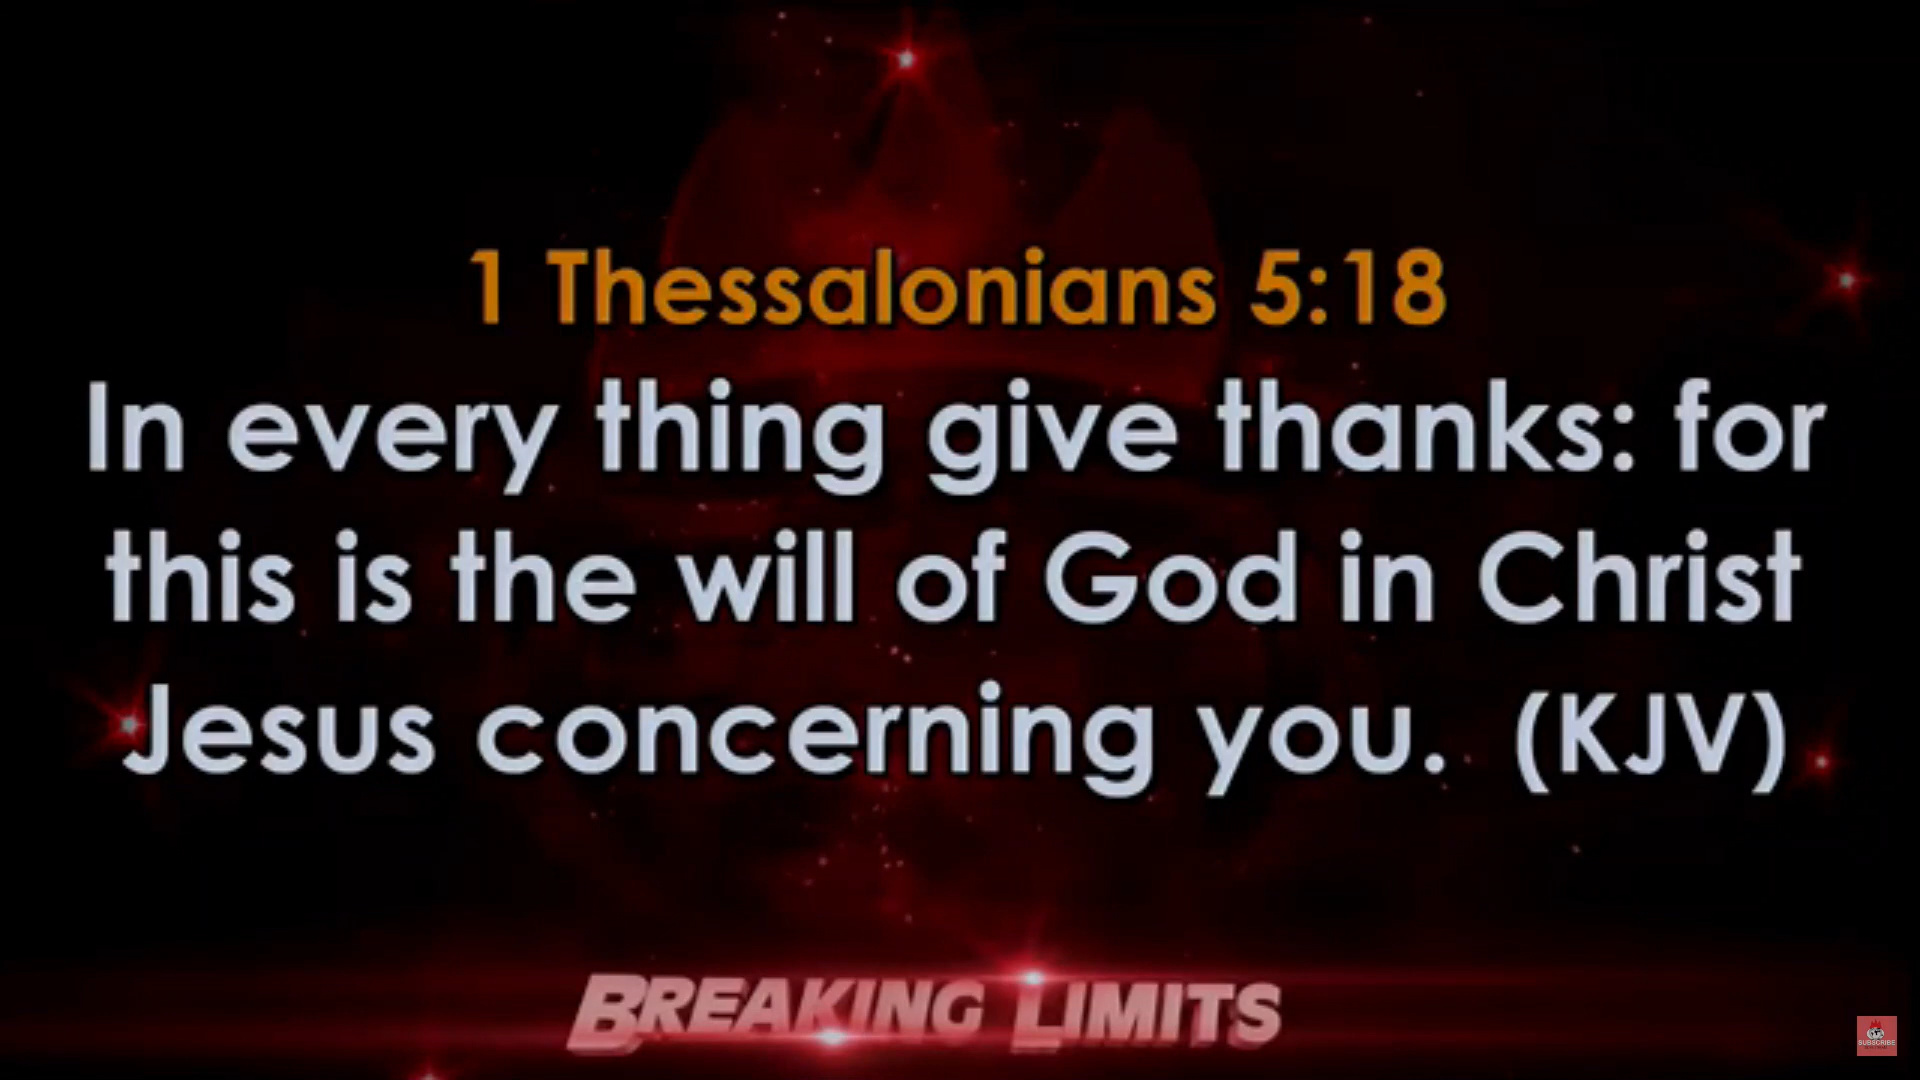 1 Thessalonians 5:18
In every thing give thanks: for
this is the will of God in Christ
Jesus concerning you. (KJV)
BREAKING LIMITS
SUBSCRIBE